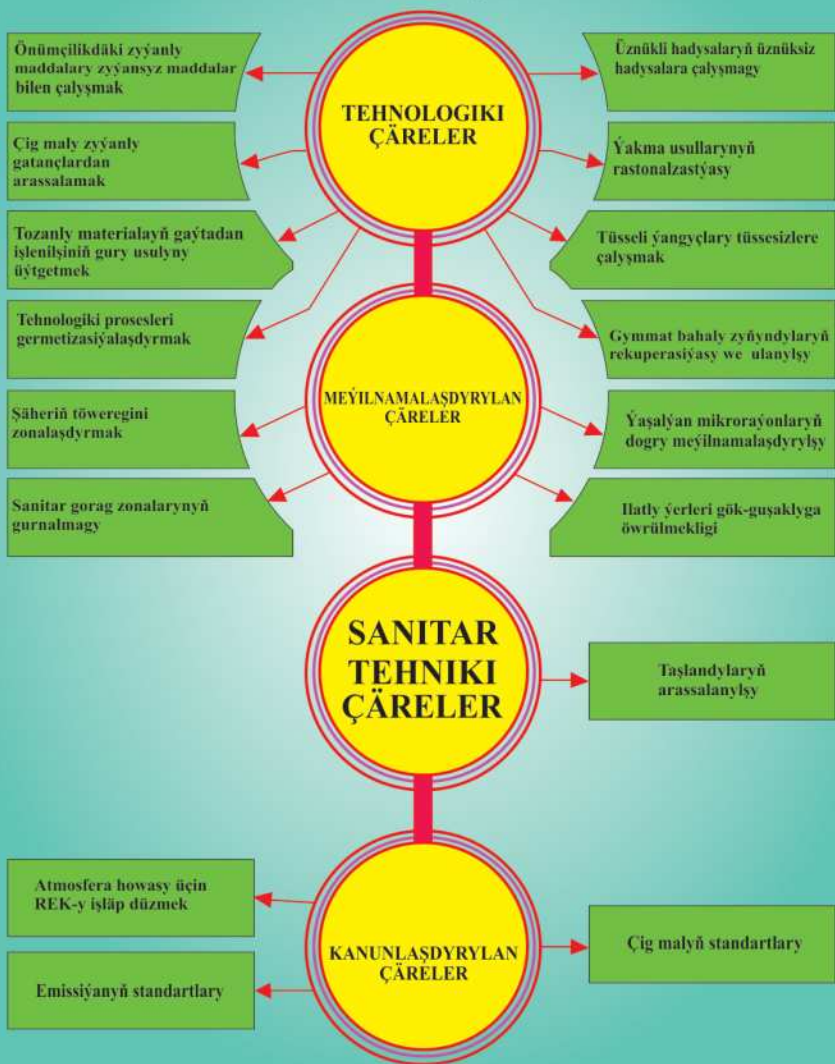 Önümçilikdäki zyýanly
maddalary zyýansyz maddalar
bilen çalyşmak
Çig maly zyýanly
gatançlardan
arassalamak
Tozanly materialayň gaýtadan
işlenilşiniň gury usulyny
üýtgetmek
Tehnologiki prosesleri
germetizasiýalaşdyrmak
TEHNOLOGIKI
ÇÄRELER
Üznükli hadysalaryň üznüksiz
hadysalara çalyşmagy
Ýakma usullarynyň
rastonalzastýasy
Tüsseli ýangyçlary tüssesizlere
çalyşmak
Gymmat bahaly zyňyndylaryň
rekuperasiýasy we ulanylşy
Şäheriň töweregini
zonalaşdyrmak
Sanitar gorag zonalarynyň
gurnalmagy
MEÝILNAMALAŞDYRYLAN
ÇÄRELER
Ýaşalýan mikroraýonlaryň
dogry meýilnamalaşdyrylşy
Ilatly ýerleri gök-guşaklyga
öwrülmekligi
SANITAR
TEHNIKI
ÇÄRELER
Taşlandylaryň
arassalanylşy
Atmosfera howasy üçin
REK-y işläp düzmek
Emissiýanyň standartlary
KANUNLAŞDYRYLAN
ÇÄRELER
Çig malyň standartlary